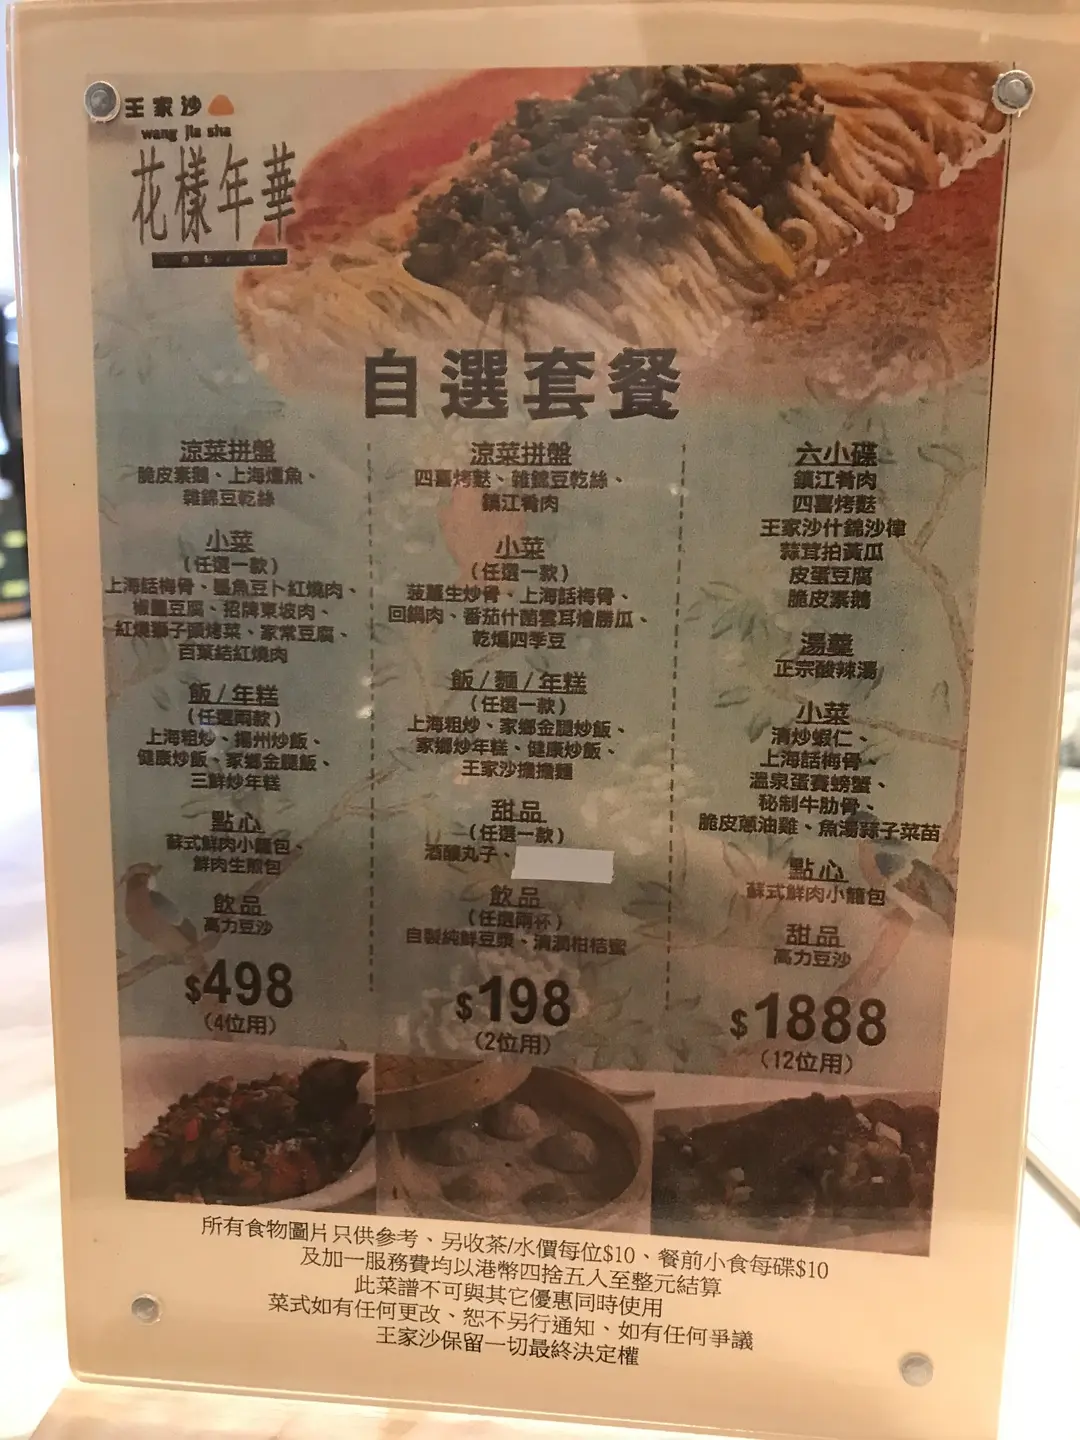 王家沙
wang jia sha
花樣年華
自選套餐
涼菜拼盤
脆皮素鵝、上海燻魚、
雜錦豆乾絲
小菜
(任選一款)
上海話梅骨、墨魚豆卜紅燒肉、
椒鹽豆腐、招牌東坡肉、
紅燒獅子頭烤菜、家常豆腐、
百葉結紅燒肉
飯/年糕
(任選兩款)
上海粗炒、揚州炒飯、
健康炒飯、家鄉金腿飯、
三鮮炒年糕
點心
蘇式鮮肉小籠包、
鮮肉生煎包
飲品
高力豆沙
$498
(4位用)
涼菜拼盤
四喜烤麩、雜錦豆乾絲、
鎮江肴肉
小菜
(任選一款)
菠蘿生炒骨、上海話梅骨、
回鍋肉、番茄什菌雲耳燴勝瓜、
乾煸四季豆
飯/麵/年糕
(任選一款)
上海粗炒、家鄉金腿炒飯、
家鄉炒年糕、健康炒飯、
王家沙擔擔麵
甜品
(任選一款)
酒釀丸子、
飲品
(任選兩杯)
自製純鮮豆漿、清潤柑桔蜜
$198
(2位用)
六小碟
鎮江肴肉
四喜烤麩
王家沙什錦沙律
蒜茸拍黃瓜
皮蛋豆腐
脆皮素鵝
湯羹
正宗酸辣湯
小菜
清炒蝦仁、
上海話梅骨、
溫泉蛋賽螃蟹、
秘制牛肋骨、
脆皮蔥油雞、魚湯蒜子菜苗
點心
蘇式鮮肉小籠包
甜品
高力豆沙
$1888
(12位用)
所有食物圖片只供參考、另收茶/水價每位$10、餐前小食每碟$10
及加一服務費均以港幣四捨五入至整元結算
此菜譜不可與其它優惠同時使用
菜式如有任何更改、恕不另行通知、如有任何爭議
王家沙保留一切最終決定權